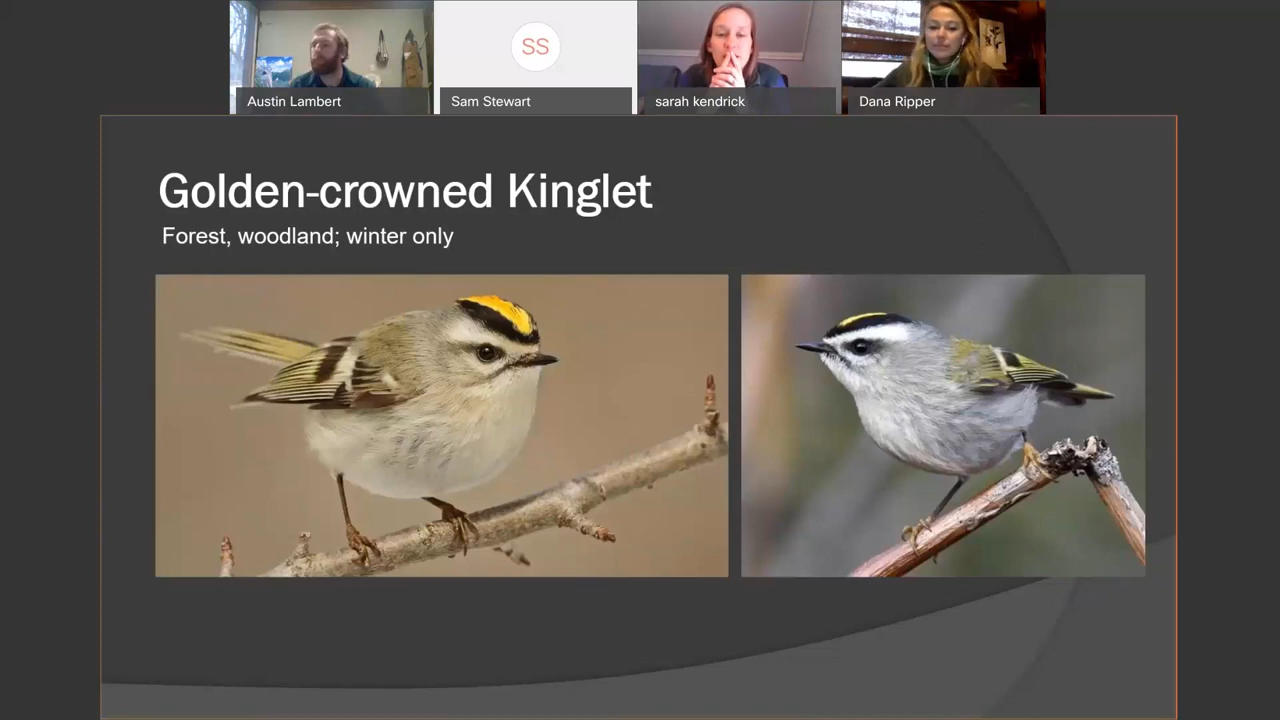 SS
Austin Lambert
Sam Stewart
sarah kendrick
Dana Ripper
Golden-crowned Kinglet
Forest, woodland; winter only